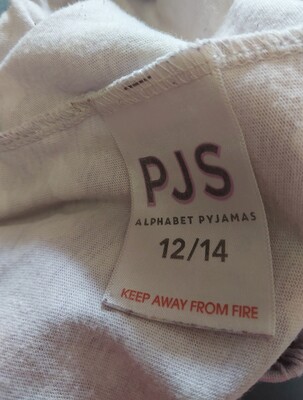 PJS
ALPHABET PYJAMAS
12/14
KEEP AWAY FROM FIRE